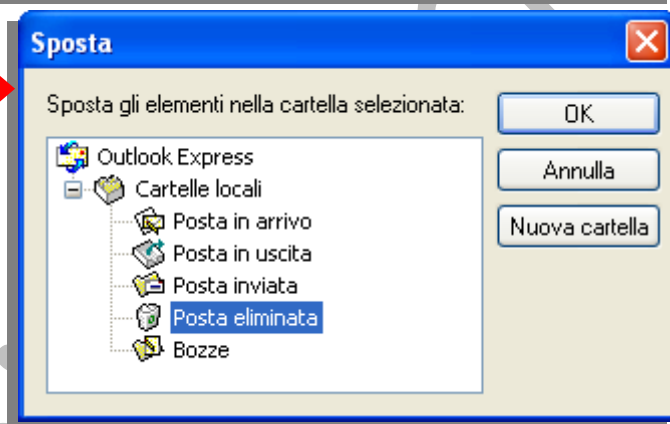 Sposta
Sposta gli elementi nella cartella selezionata:
OK
Outlook Express
Annulla
Cartelle locali
Posta in arrivo
Nuova cartella
Posta in uscita
Posta inviata
Posta eliminata
Bozze